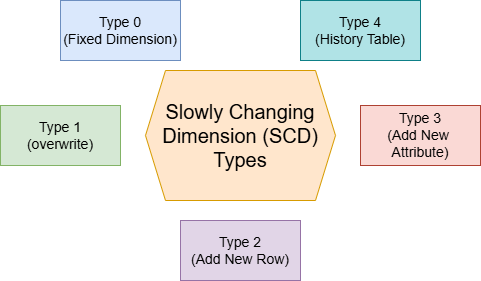 Type 0
(Fixed Dimension)
Type 4
(History Table)
Type 1
(overwrite)
Slowly Changing
Dimension (SCD)
Types
Type 3
(Add New
Attribute)
Type 2
(Add New Row)